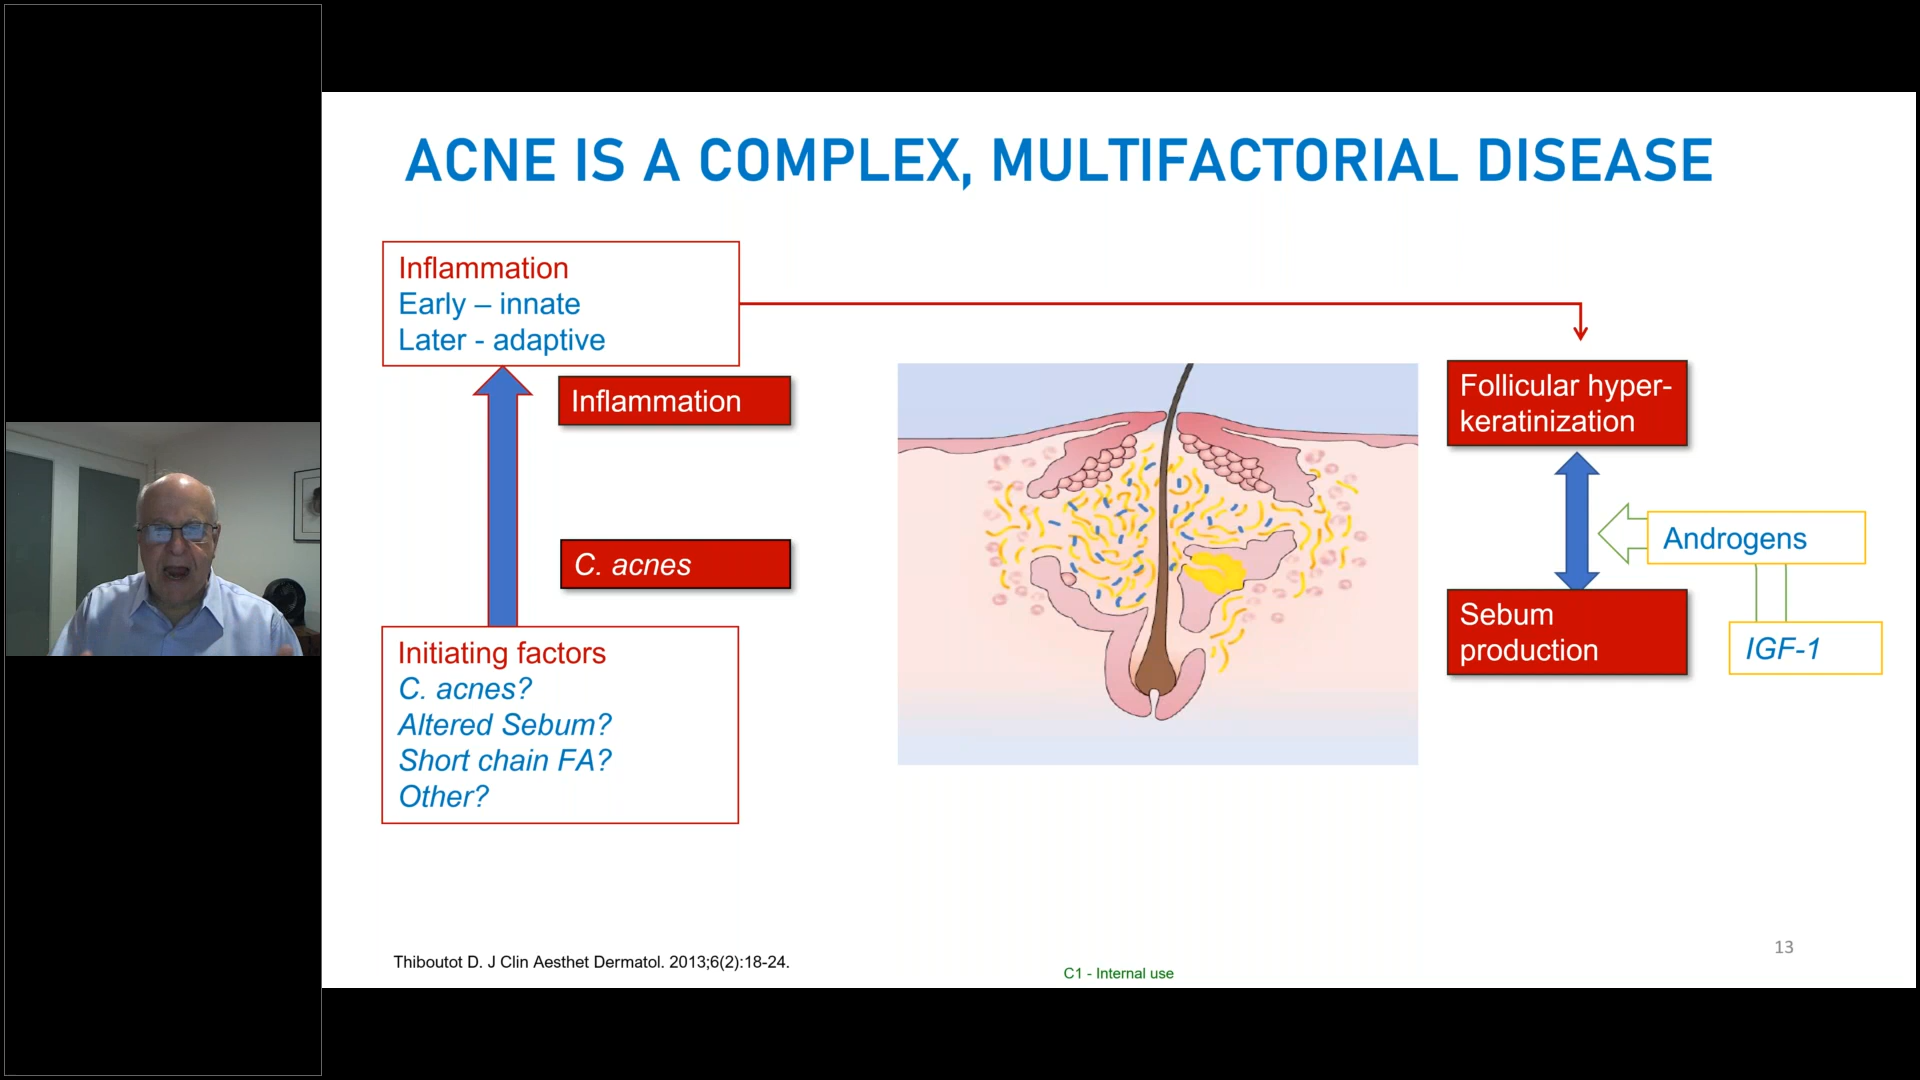 ACNE IS A COMPLEX, MULTIFACTORIAL DISEASE
Inflammation
Early – innate
Later - adaptive
Inflammation
C. acnes
Initiating factors
C. acnes?
Altered Sebum?
Short chain FA?
Other?
Follicular hyper-
keratinization
Androgens
Sebum
production
IGF-1
Thiboutot D. J Clin Aesthet Dermatol. 2013;6(2):18-24.
C1 - Internal use
13